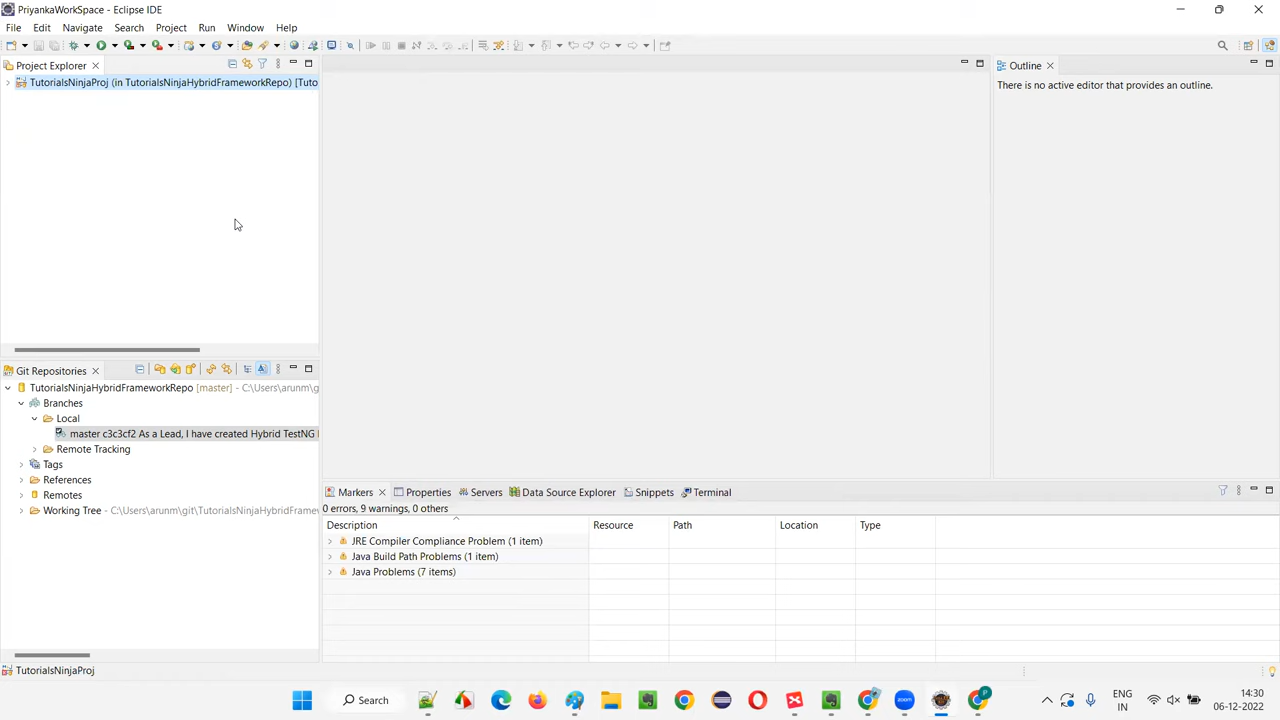 PriyankaWorkSpace - Eclipse IDE
File Edit Navigate Search Project Run Window Help
Project Explorer
TutorialsNinjaProj (in TutorialsNinjaHybridFrameworkRepo) [Tuto
Outline
There is no active editor that provides an outline.
Git Repositories
TutorialsNinjaHybridFrameworkRepo [master] - C:\Users\arunm\g
Branches
Local
master c3c3cf2 As a Lead, I have created Hybrid TestNG
Remote Tracking
Tags
References
Remotes
Working Tree - C:\Users\arunm\git\TutorialsNinjaHybridFramew
Markers Properties Servers Data Source Explorer Snippets Terminal
0 errors, 9 warnings, 0 others
Description Resource Path Location Type
JRE Compiler Compliance Problem (1 item)
Java Build Path Problems (1 item)
Java Problems (7 items)
TutorialsNinjaProj
Search
ENG
IN
14:30
06-12-2022